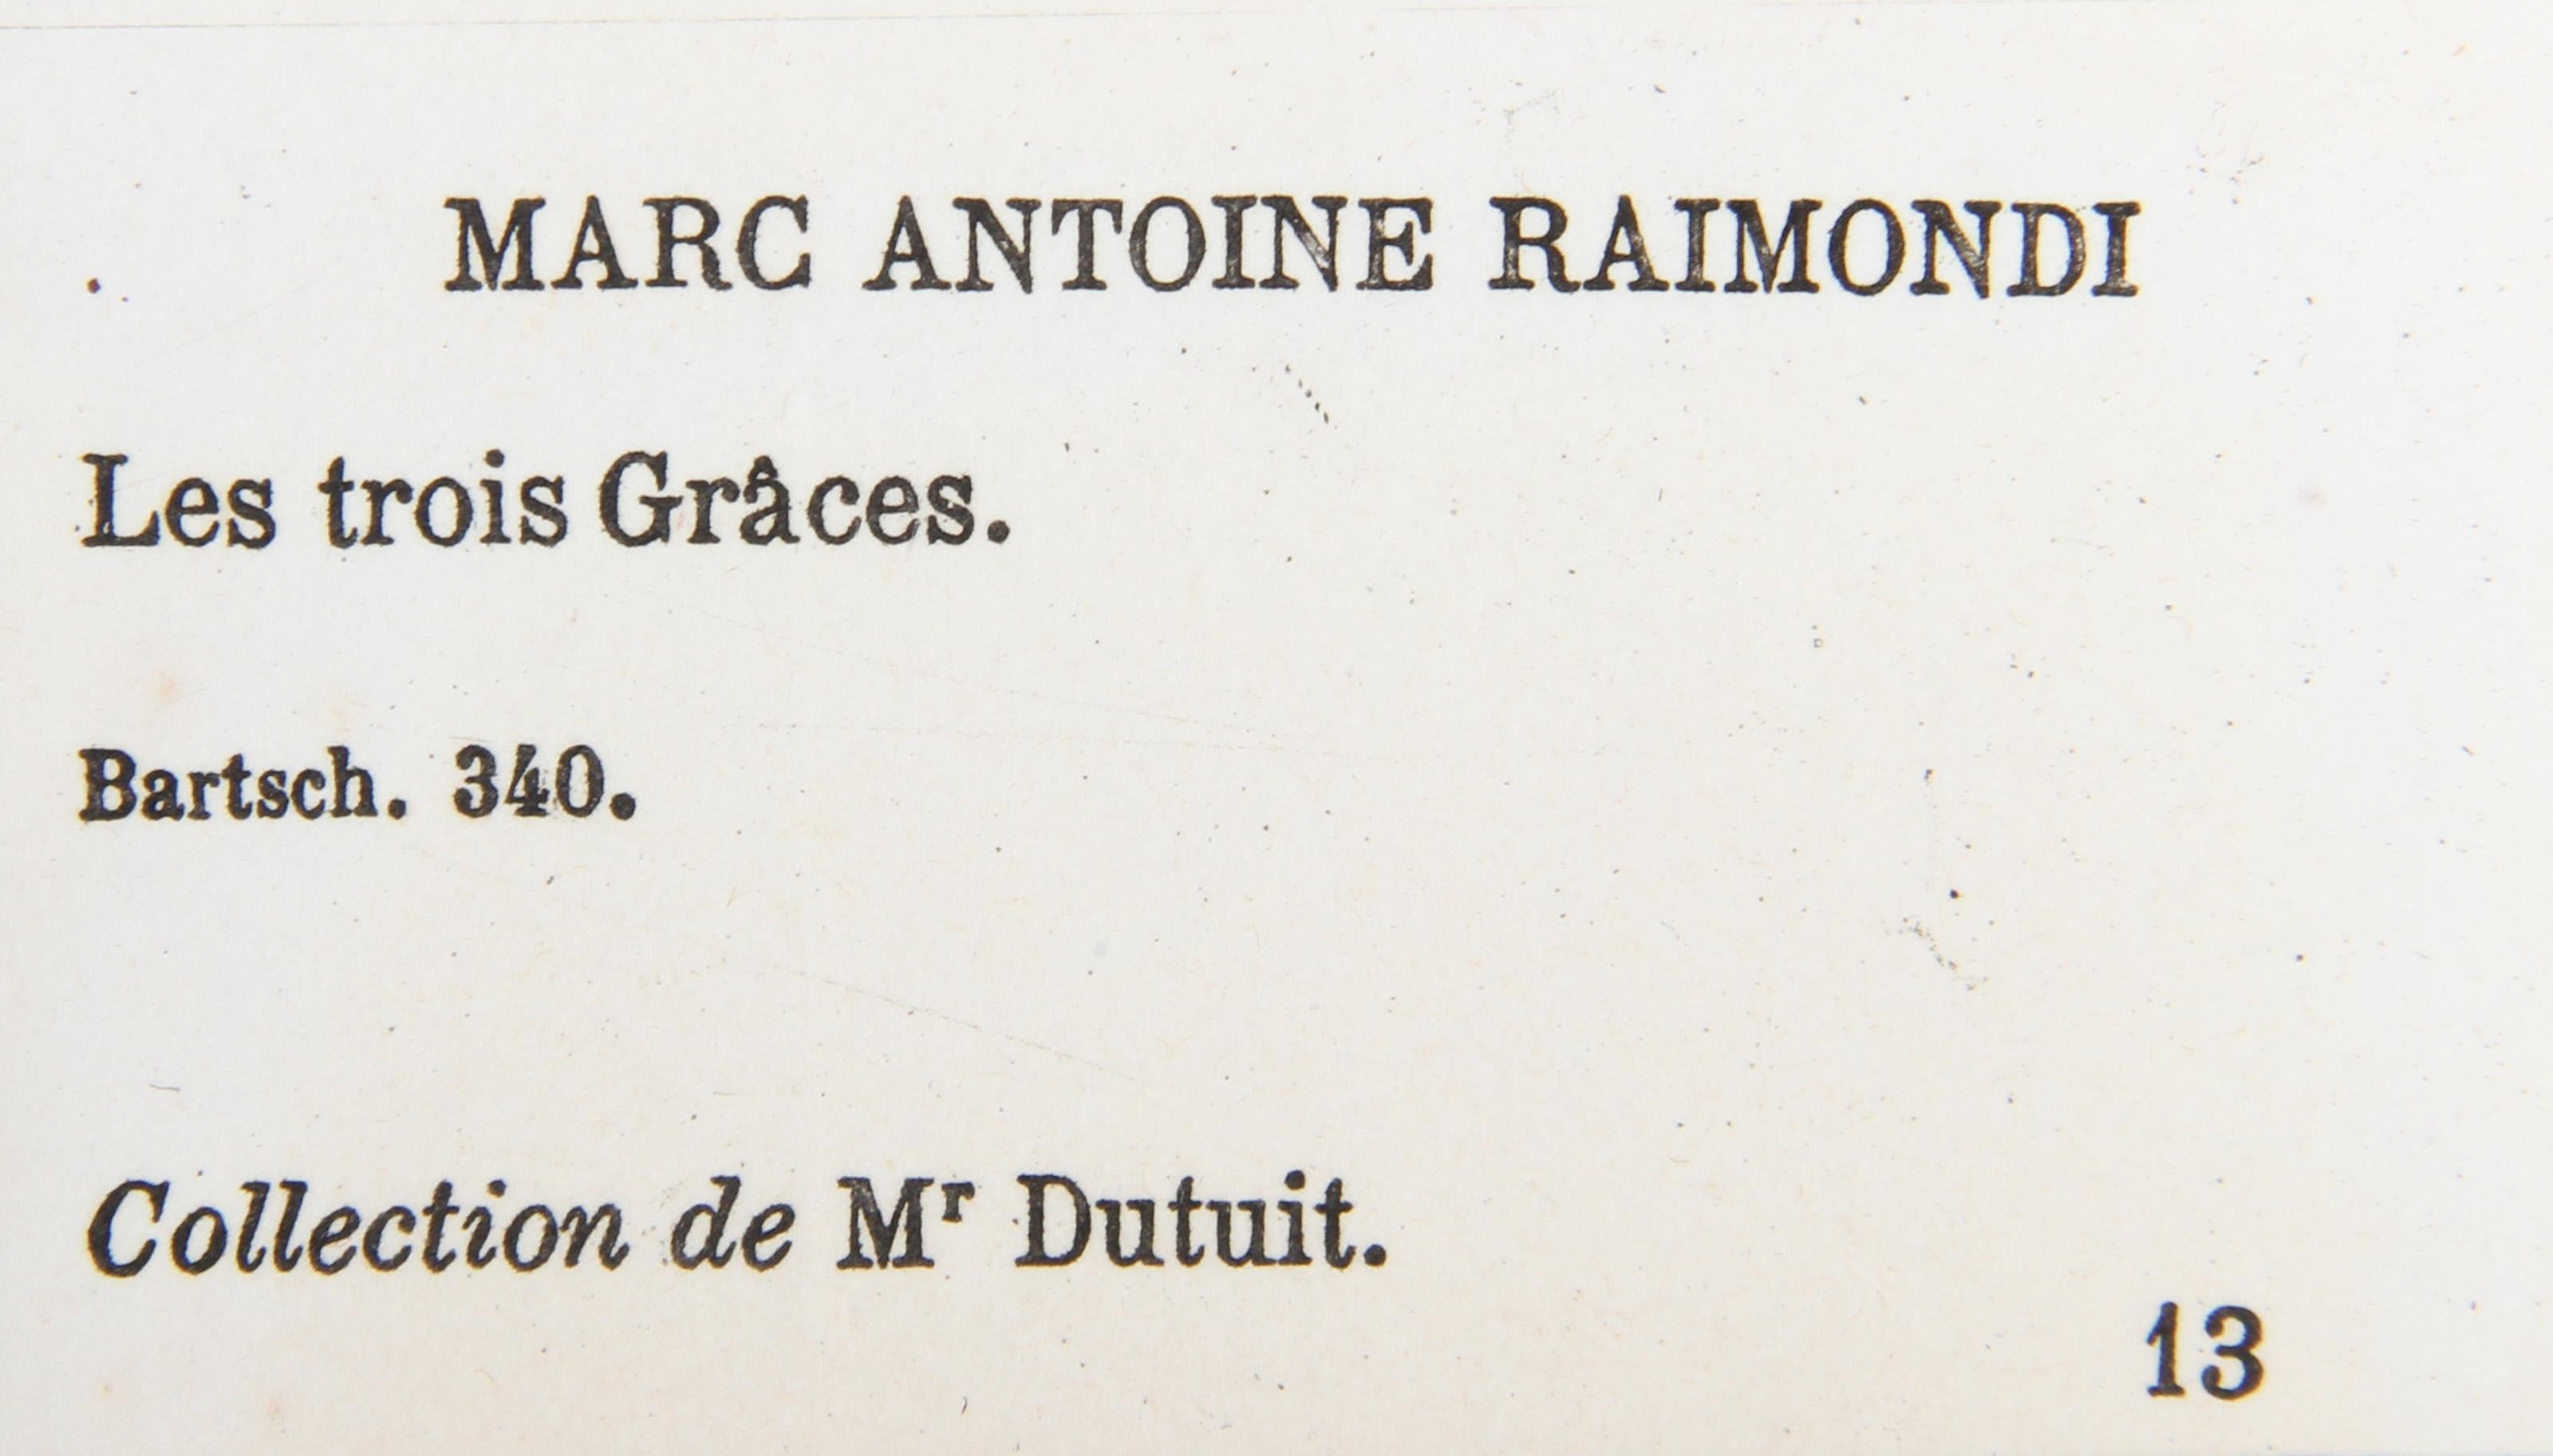 MARC ANTOINE RAIMONDI
Les trois Grâces.
Bartsch. 340.
Collection de Mʳ Dutuit.
13